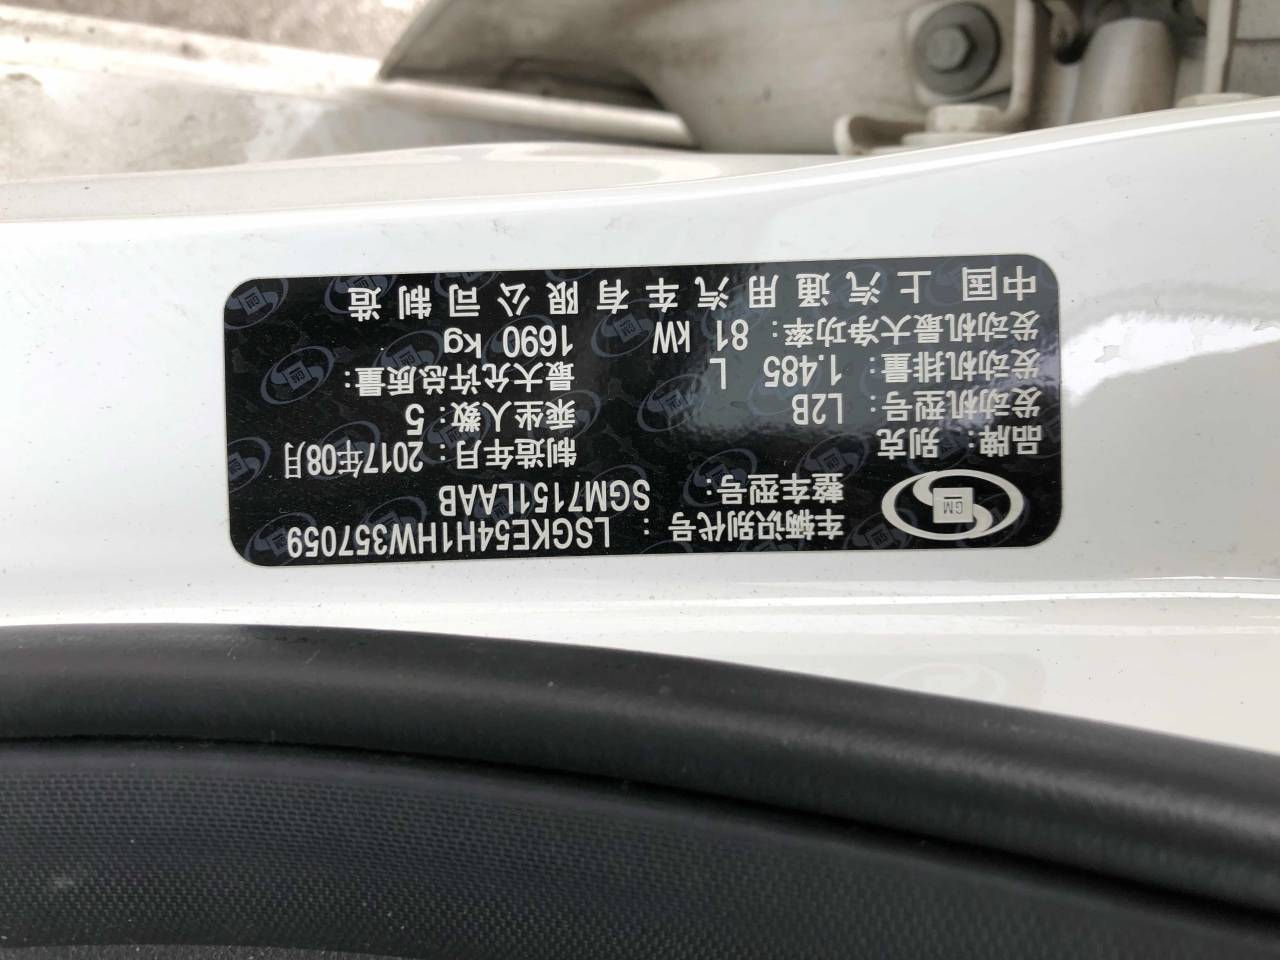 车辆识别代号： LSGKE54H1HW357059
整车型号： SGM7151LAAB
GM
品牌：别克 制造年月：2017年08月
发动机型号：L2B 乘坐人数：5
发动机排量：1.485 L 最大允许总质量：
发动机最大净功率：81 kW 1690 kg
中国 上汽通用汽车有限公司制造